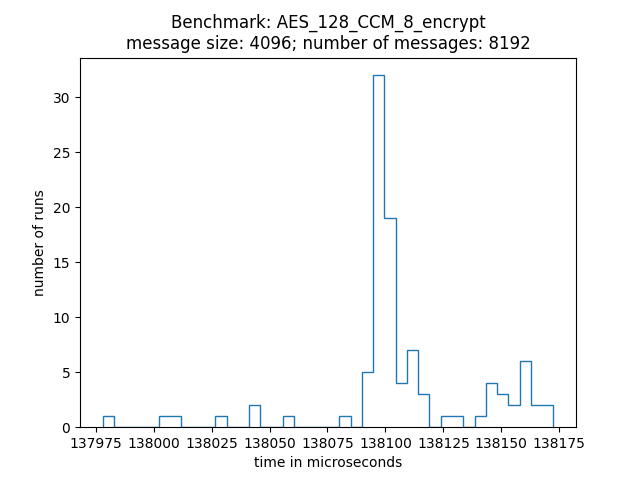 Benchmark: AES_128_CCM_8_encrypt
message size: 4096; number of messages: 8192
number of runs
30
25
20
15
10
5
0
137975 138000 138025 138050 138075 138100 138125 138150 138175
time in microseconds